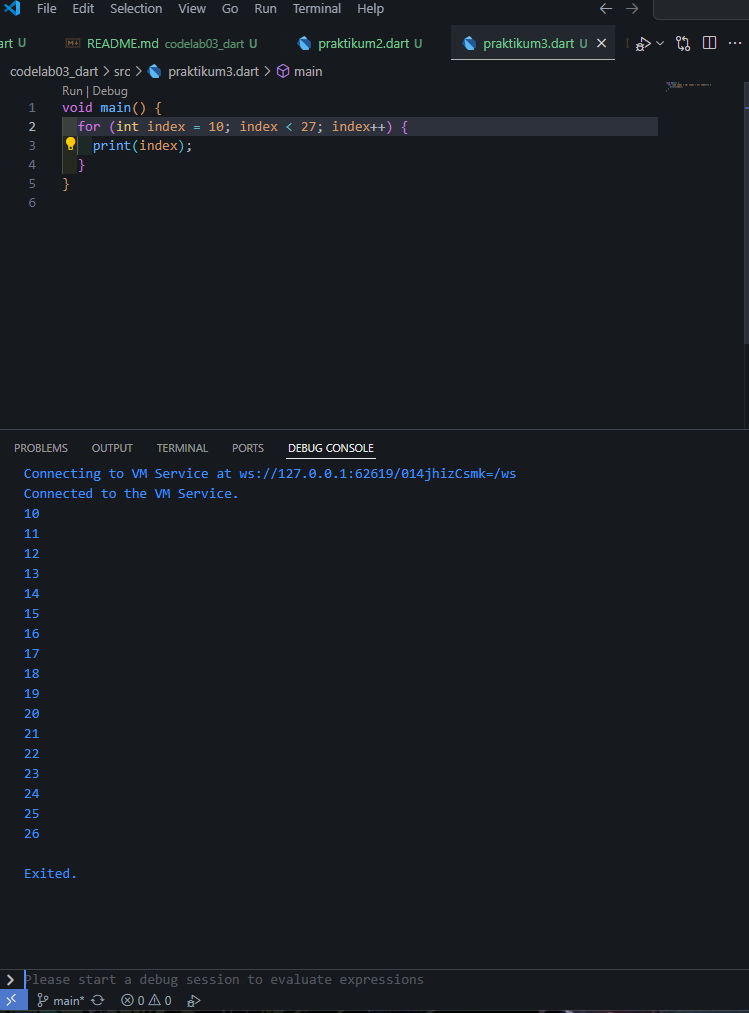 File Edit Selection View Go Run Terminal Help
art U README.md codelab03_dart U praktikum2.dart U praktikum3.dart U
codelab03_dart > src > praktikum3.dart > main
Run | Debug
1 void main() {
2 for (int index = 10; index < 27; index++) {
3 print(index);
4 }
5 }
6
PROBLEMS OUTPUT TERMINAL PORTS DEBUG CONSOLE
Connecting to VM Service at ws://127.0.0.1:62619/014jhizCsmk=/ws
Connected to the VM Service.
10
11
12
13
14
15
16
17
18
19
20
21
22
23
24
25
26
Exited.
Please start a debug session to evaluate expressions
main* 0 0